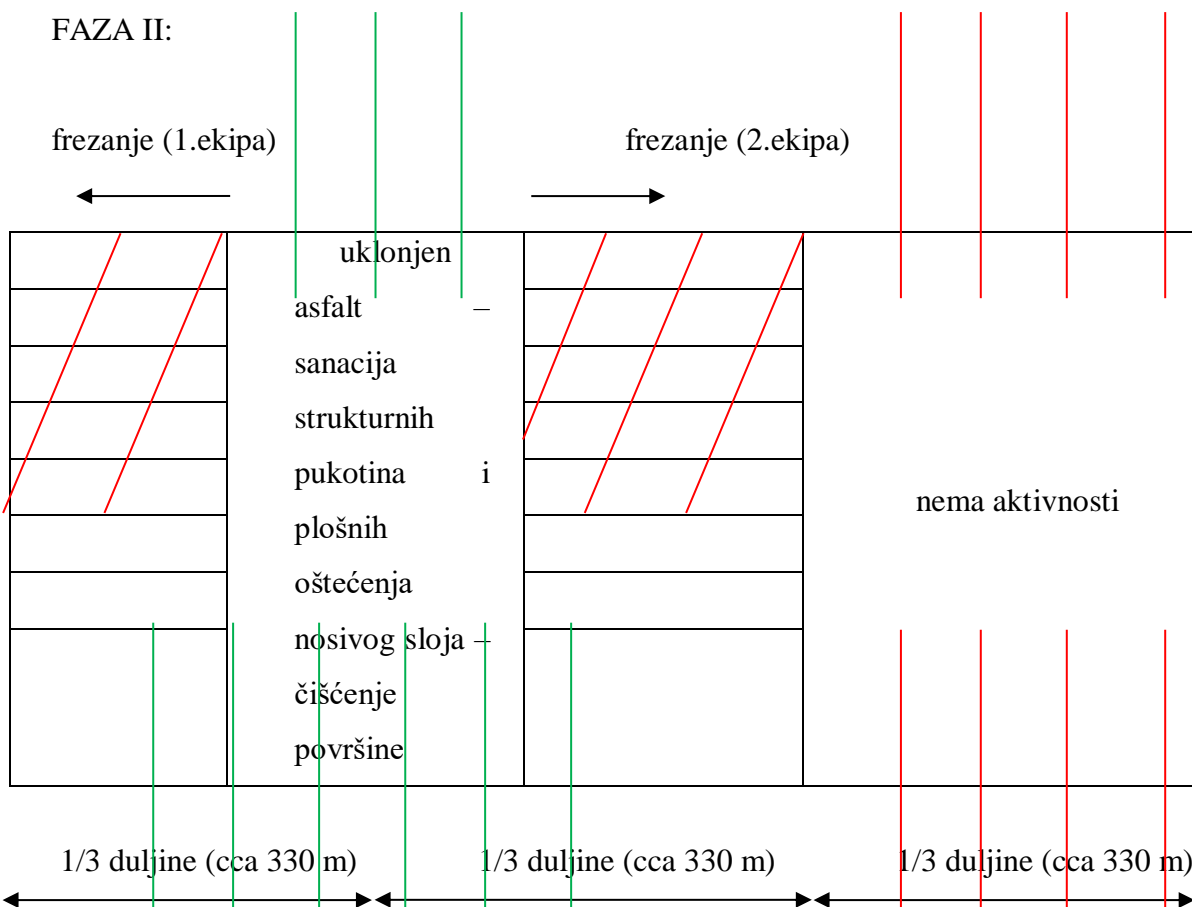 FAZA II:
frezanje (1.ekipa)
frezanje (2.ekipa)
uklonjen
asfalt –
sanacija
strukturnih
pukotina i
plošnih
oštećenja
nosivog sloja –
čišćenje
površine
nema aktivnosti
1/3 duljine (cca 330 m)
1/3 duljine (cca 330 m)
1/3 duljine (cca 330 m)